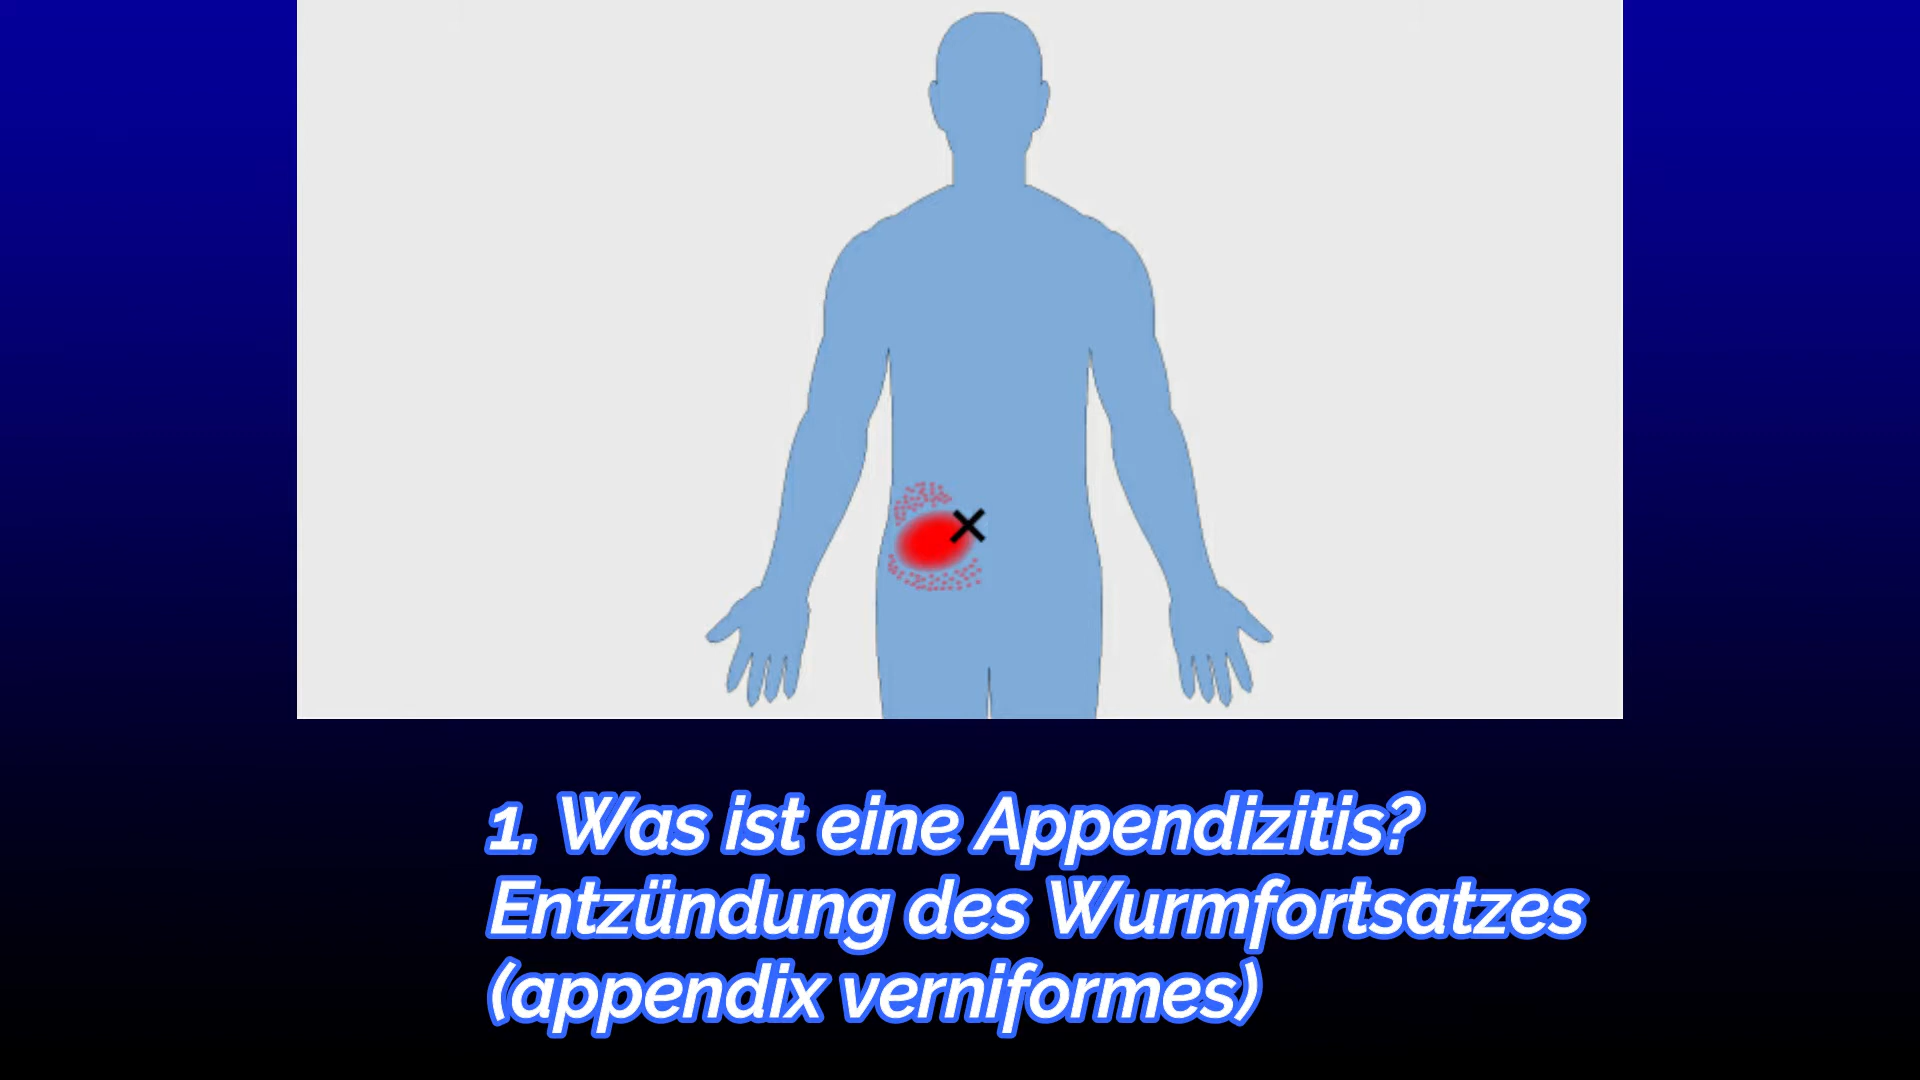 1. Was ist eine Appendizitis?
Entzündung des Wurmfortsatzes
(appendix verniformes)